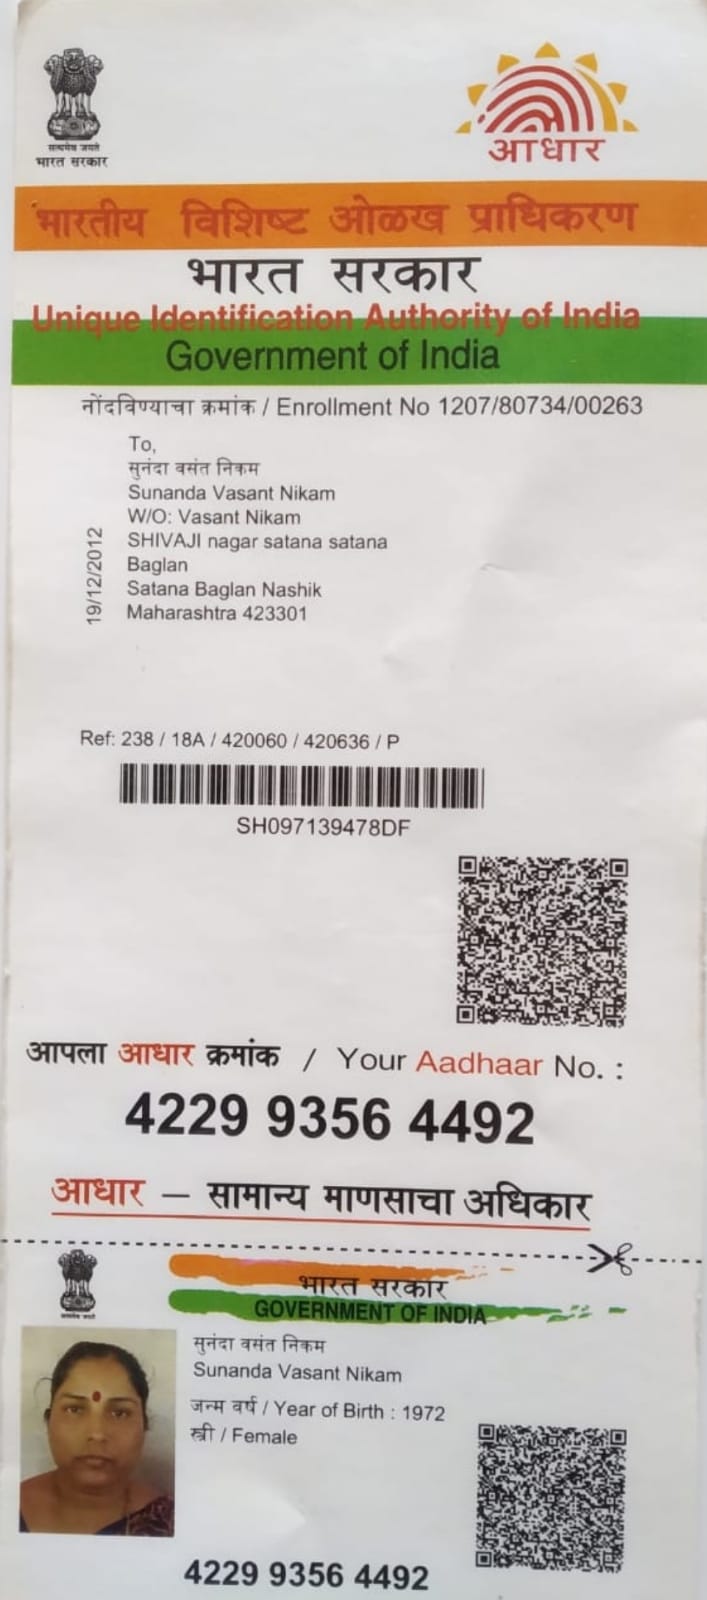 सत्यमेव जयते
भारत सरकार
आधार
भारतीय विशिष्ट ओळख प्राधिकरण
भारत सरकार
Unique Identification Authority of India
Government of India
नोंदविण्याचा क्रमांक / Enrollment No 1207/80734/00263
To,
सुनंदा वसंत निकम
Sunanda Vasant Nikam
W/O: Vasant Nikam
SHIVAJI nagar satana satana
Baglan
Satana Baglan Nashik
Maharashtra 423301
19/12/2012
Ref: 238 / 18A / 420060 / 420636 / P
SH097139478DF
आपला आधार क्रमांक / Your Aadhaar No. :
4229 9356 4492
आधार – सामान्य माणसाचा अधिकार
भारत सरकार
GOVERNMENT OF INDIA
सुनंदा वसंत निकम
Sunanda Vasant Nikam
जन्म वर्ष / Year of Birth : 1972
स्त्री / Female
4229 9356 4492